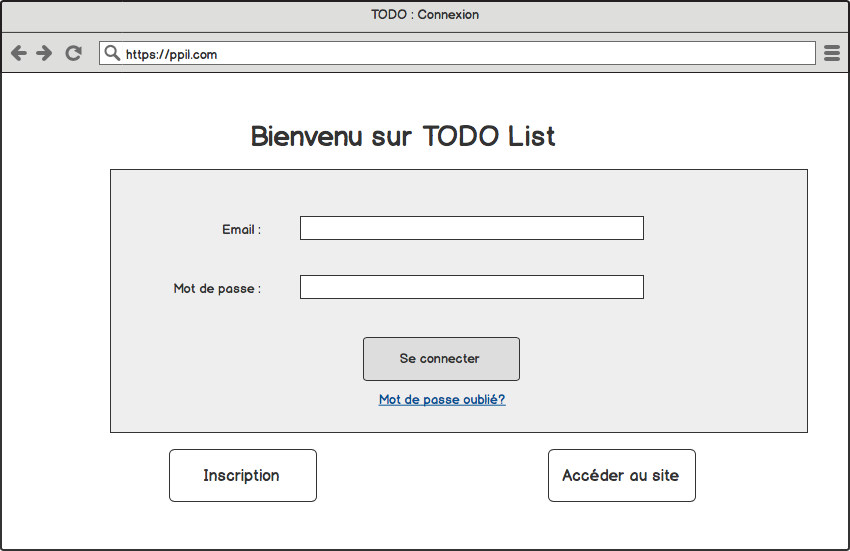 TODO : Connexion
https://ppil.com
Bienvenu sur TODO List
Email :
Mot de passe :
Se connecter
Mot de passe oublié?
Inscription
Accéder au site